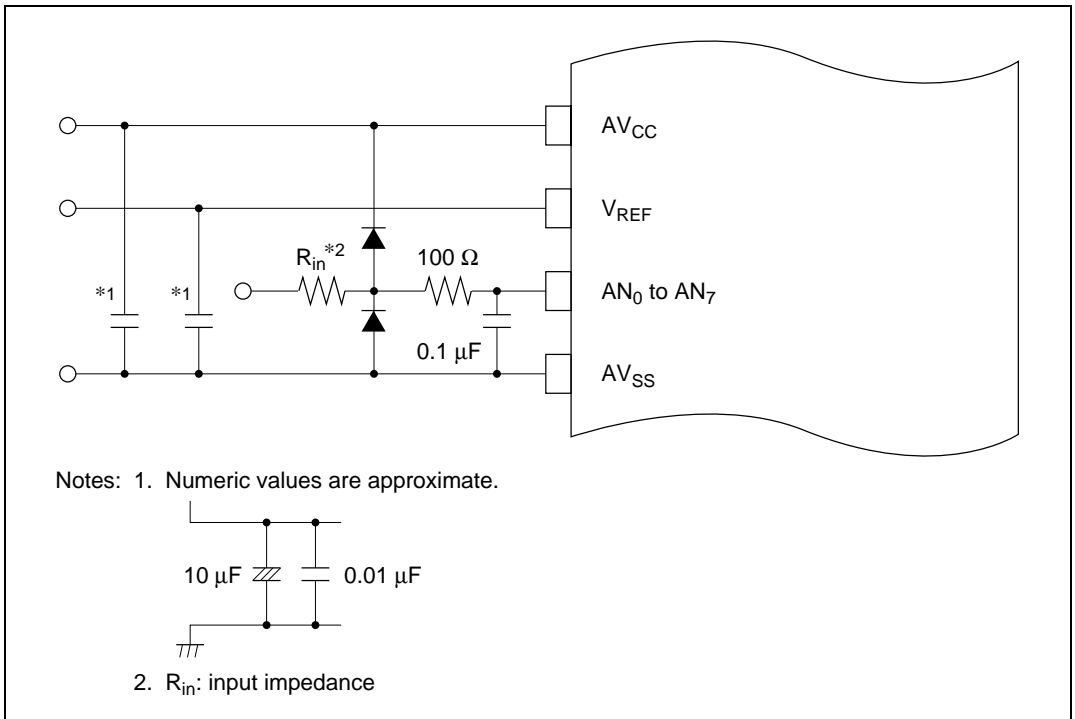 AVCC
VREF
Rin*2
100 Ω
*1
*1
AN0 to AN7
0.1 μF
AVSS
Notes: 1. Numeric values are approximate.
10 μF
0.01 μF
2. Rin: input impedance